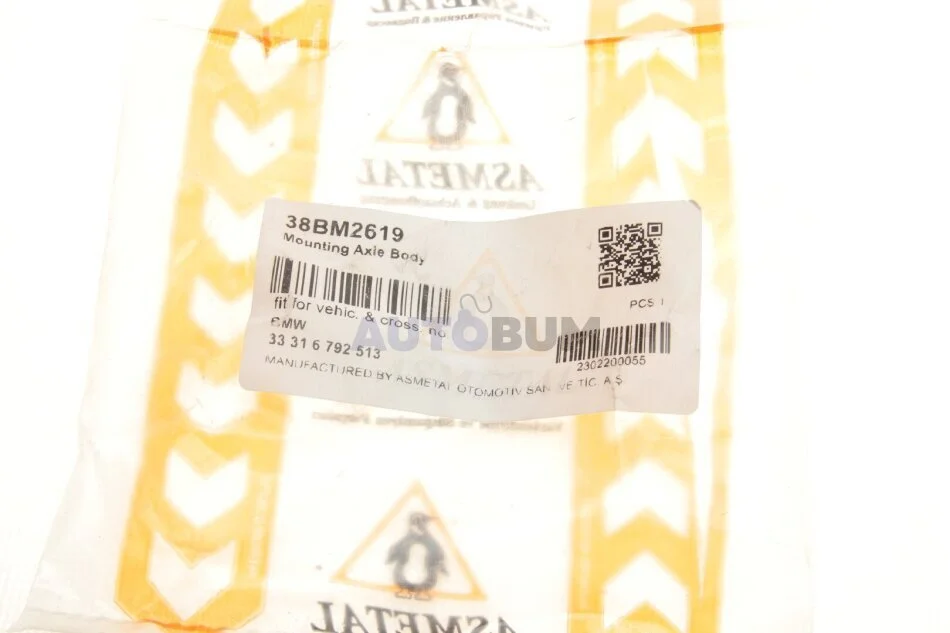 ASMETAL
ASMETAL
38BM2619
Mounting Axle Body
PCS 1
fit for vehic. & cross. no
BMW
33 31 6 792 513
2302200055
MANUFACTURED BY ASMETAL OTOMOTIV SAN. VE TİC. A.Ş.
AUTOBUM
ASMETAL